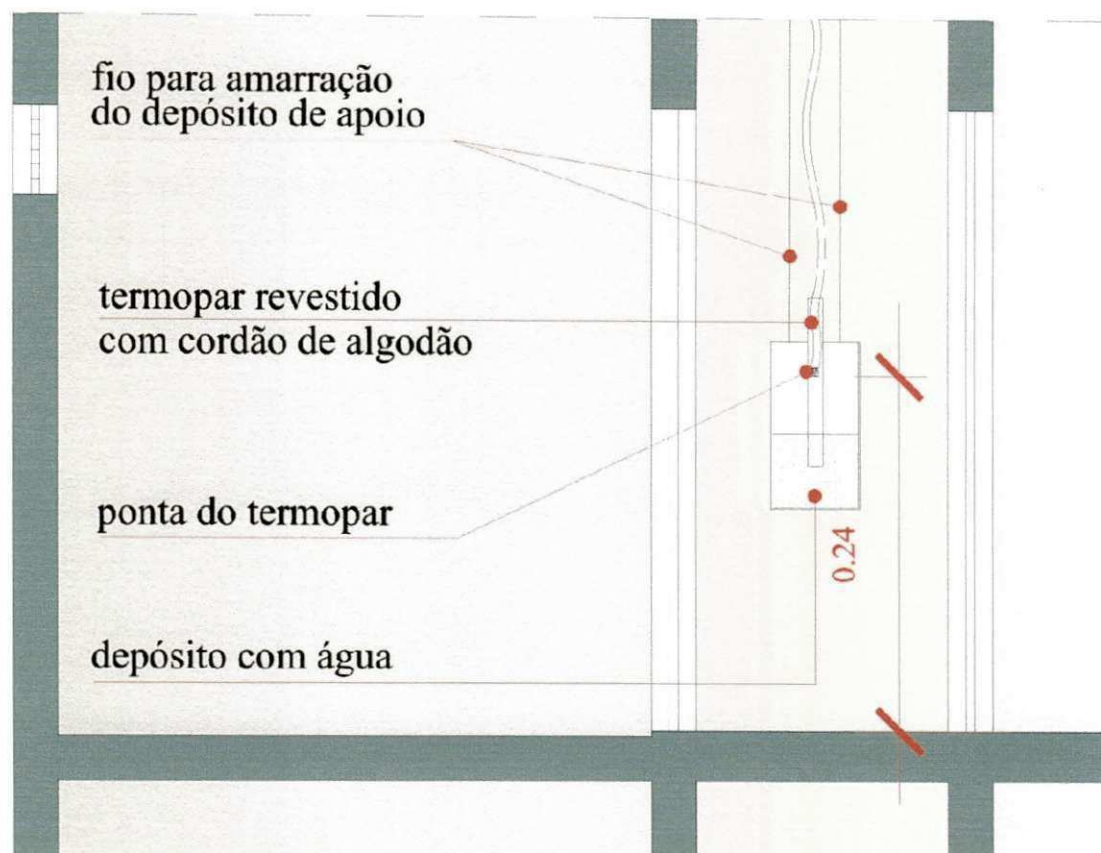 fio para amarração
do depósito de apoio
termopar revestido
com cordão de algodão
ponta do termopar
0.24
depósito com água